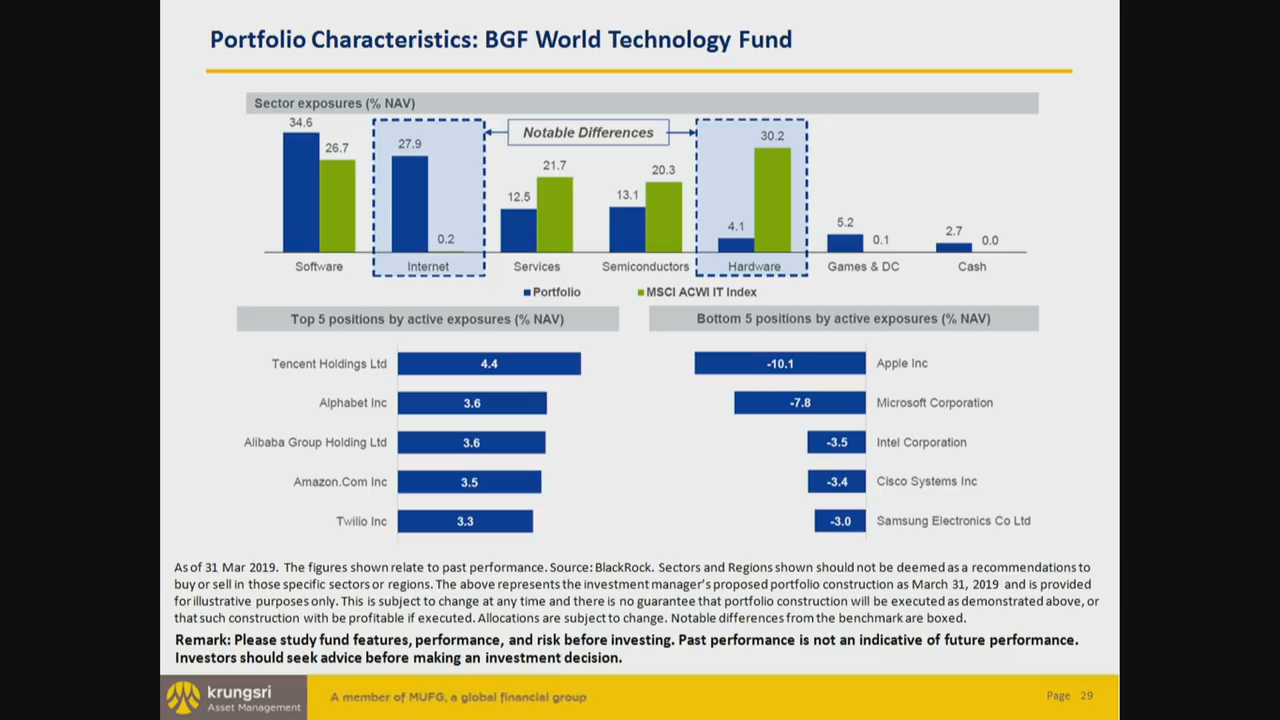 Portfolio Characteristics: BGF World Technology Fund
Sector exposures (% NAV)
34.6
26.7
27.9
0.2
Notable Differences
12.5
21.7
13.1
20.3
4.1
30.2
5.2
0.1
2.7
0.0
Software
Internet
Services
Semiconductors
Hardware
Games & DC
Cash
Portfolio
MSCI ACWI IT Index
Top 5 positions by active exposures (% NAV)
Tencent Holdings Ltd 4.4
Alphabet Inc 3.6
Alibaba Group Holding Ltd 3.6
Amazon.Com Inc 3.5
Twilio Inc 3.3
Bottom 5 positions by active exposures (% NAV)
-10.1 Apple Inc
-7.8 Microsoft Corporation
-3.5 Intel Corporation
-3.4 Cisco Systems Inc
-3.0 Samsung Electronics Co Ltd
As of 31 Mar 2019. The figures shown relate to past performance. Source: BlackRock. Sectors and Regions shown should not be deemed as a recommendations to
buy or sell in those specific sectors or regions. The above represents the investment manager's proposed portfolio construction as March 31, 2019 and is provided
for illustrative purposes only. This is subject to change at any time and there is no guarantee that portfolio construction will be executed as demonstrated above, or
that such construction with be profitable if executed. Allocations are subject to change. Notable differences from the benchmark are boxed.
Remark: Please study fund features, performance, and risk before investing. Past performance is not an indicative of future performance.
Investors should seek advice before making an investment decision.
krungsri
Asset Management
A member of MUFG, a global financial group
Page 29